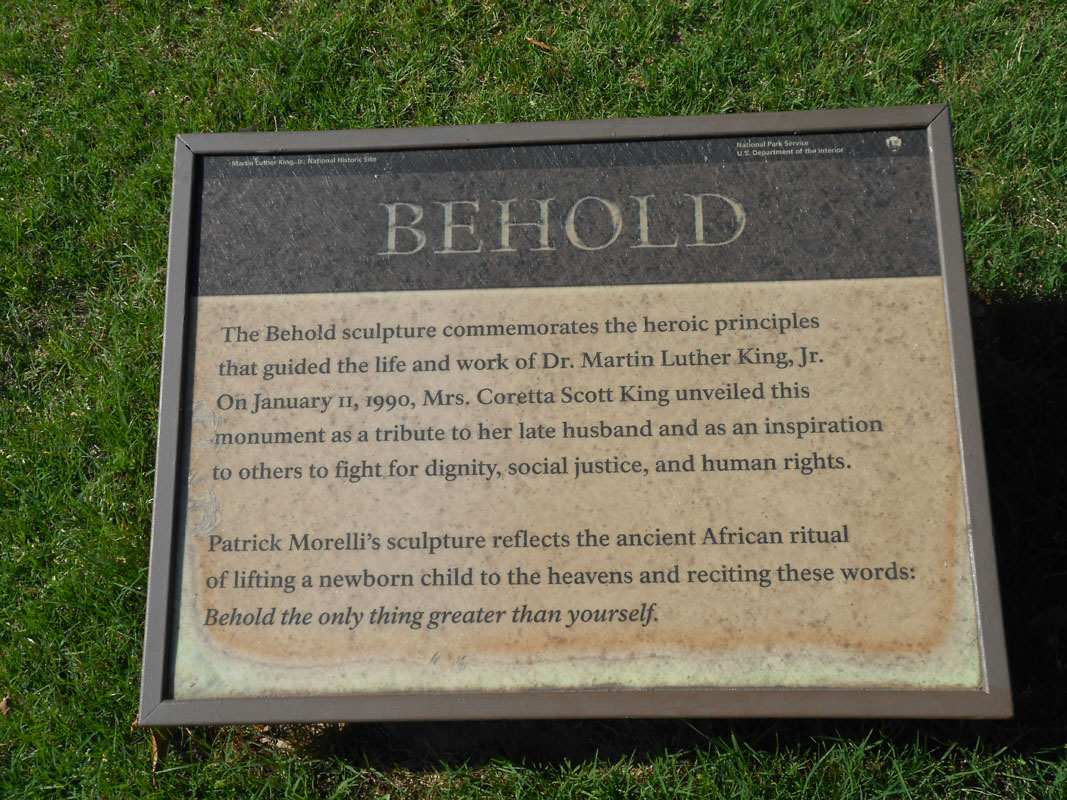 Martin Luther King, Jr. National Historic Site
National Park Service
U.S. Department of the Interior
BEHOLD
The Behold sculpture commemorates the heroic principles
that guided the life and work of Dr. Martin Luther King, Jr.
On January 11, 1990, Mrs. Coretta Scott King unveiled this
monument as a tribute to her late husband and as an inspiration
to others to fight for dignity, social justice, and human rights.
Patrick Morelli's sculpture reflects the ancient African ritual
of lifting a newborn child to the heavens and reciting these words:
Behold the only thing greater than yourself.